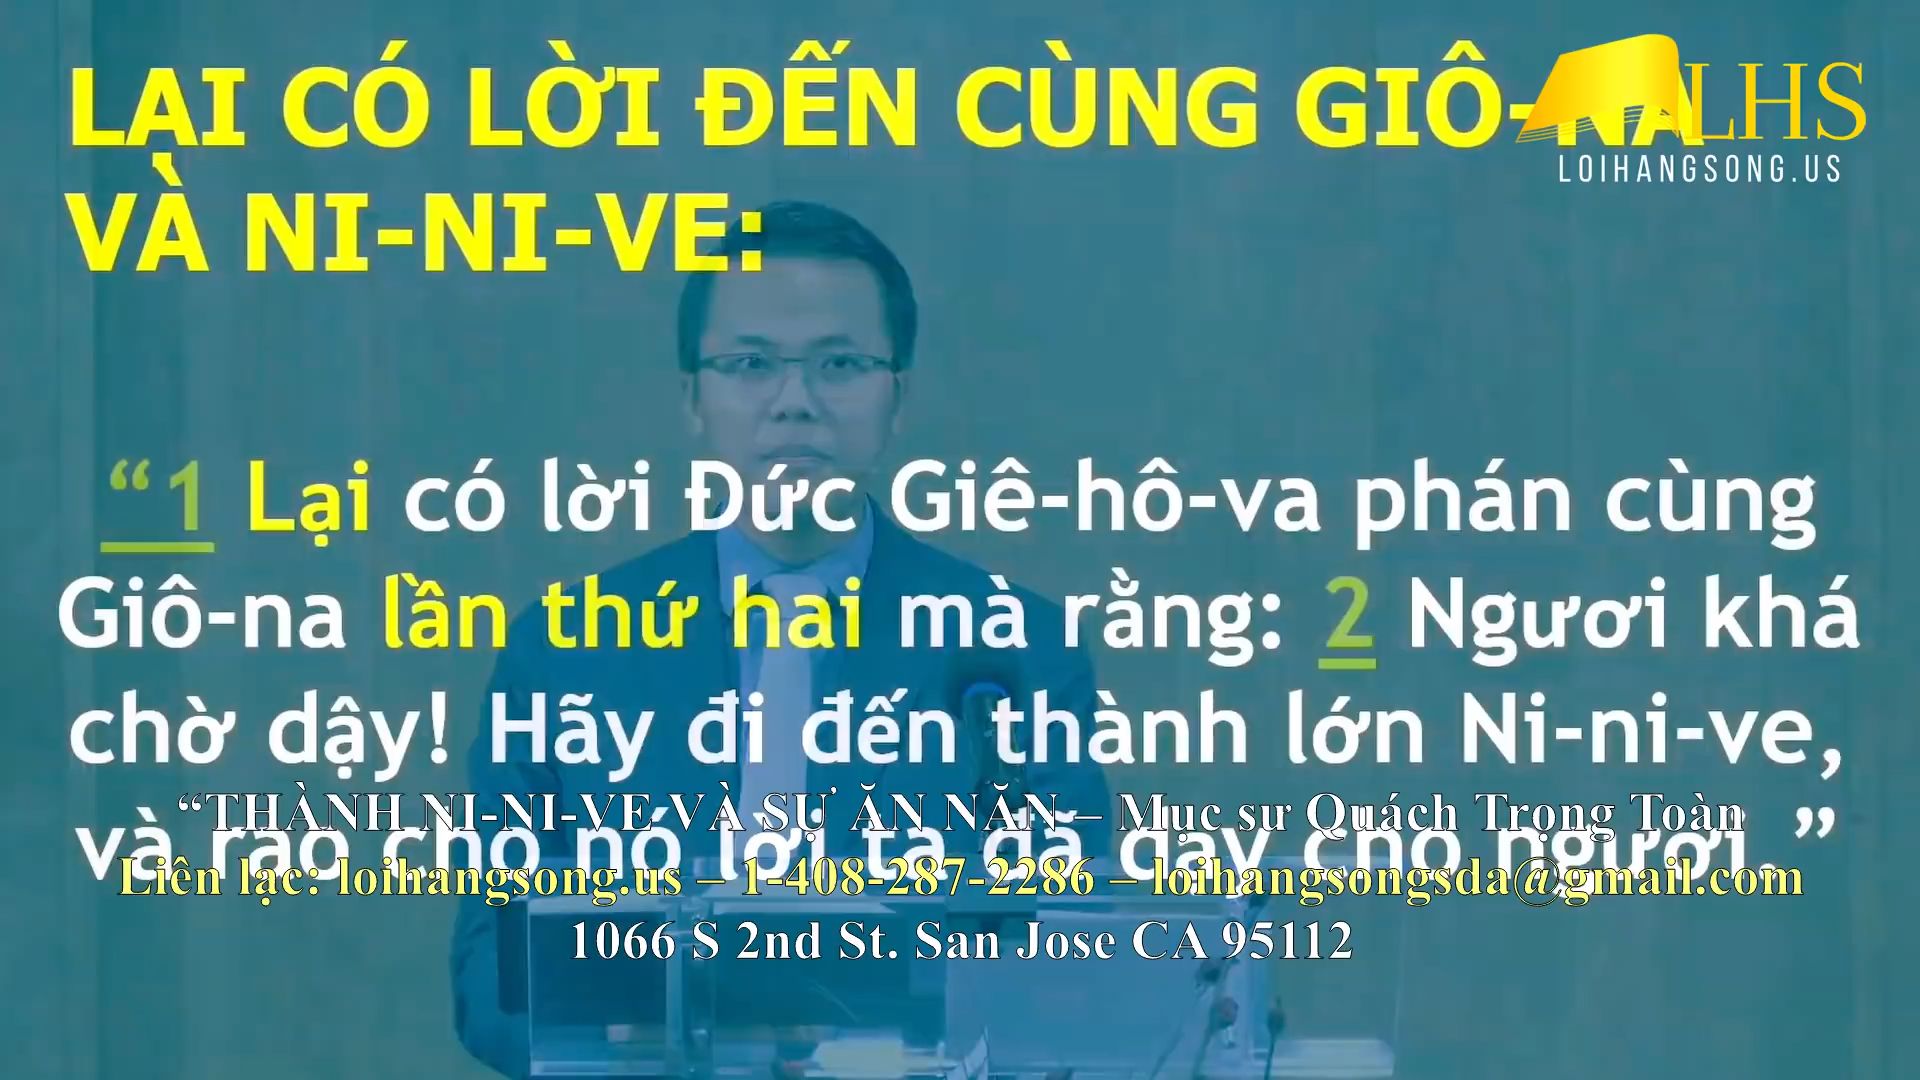 LẠI CÓ LỜI ĐẾN CÙNG GIÔ-NA
VÀ NI-NI-VE:
LHS
LOIHANGSONG.US
“1 Lại có lời Đức Giê-hô-va phán cùng
Giô-na lần thứ hai mà rằng: 2 Ngươi khá
chờ dậy! Hãy đi đến thành lớn Ni-ni-ve,
và rao cho nó lời ta đã dạy cho ngươi.”
“THÀNH NI-NI-VE VÀ SỰ ĂN NĂN – Mục sư Quách Trọng Toàn
Liên lạc: loihangsong.us – 1-408-287-2286 – loihangsongsda@gmail.com
1066 S 2nd St. San Jose CA 95112